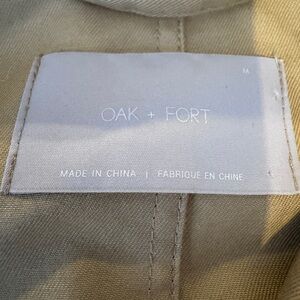 M
OAK + FORT
MADE IN CHINA | FABRIQUE EN CHINE